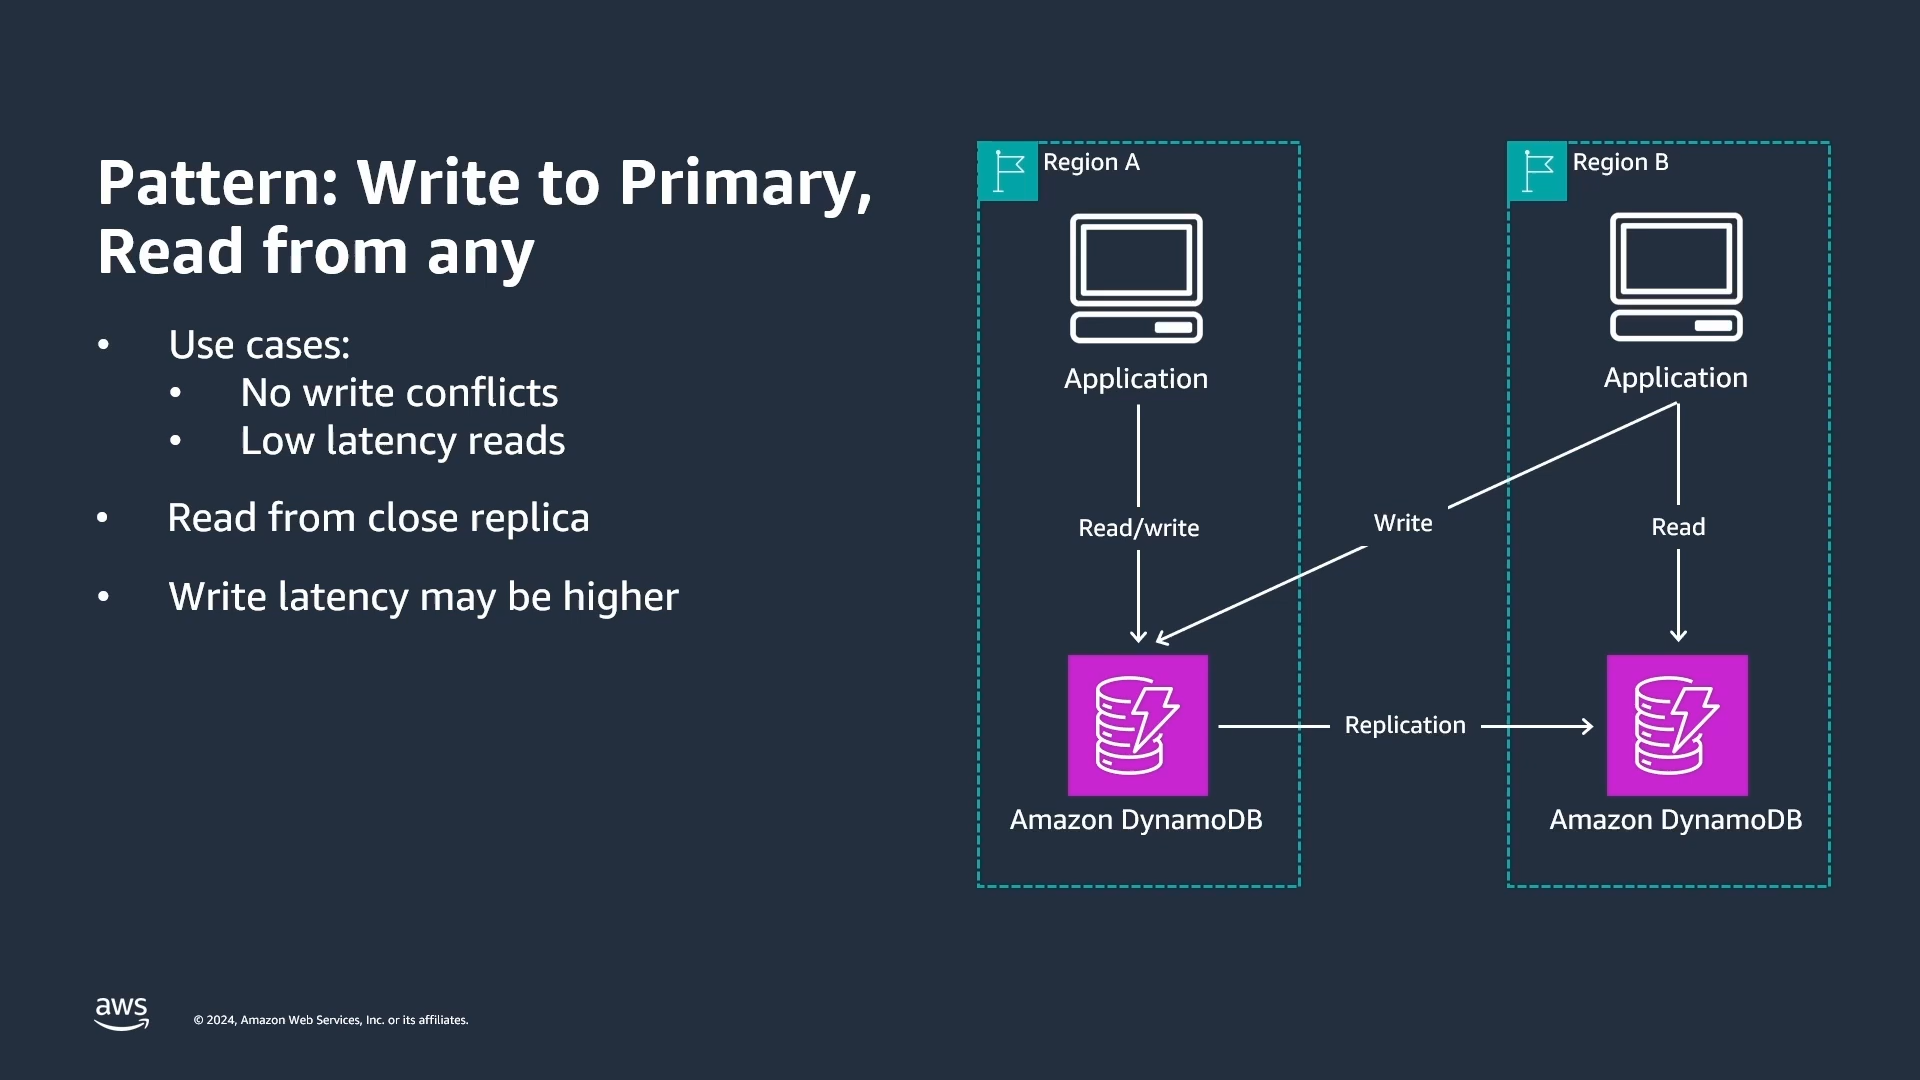 Pattern: Write to Primary,
Read from any
• Use cases:
• No write conflicts
• Low latency reads
• Read from close replica
• Write latency may be higher
Region A
Application
Read/write
Amazon DynamoDB
Write
Replication
Region B
Application
Read
Amazon DynamoDB
aws
© 2024, Amazon Web Services, Inc. or its affiliates.